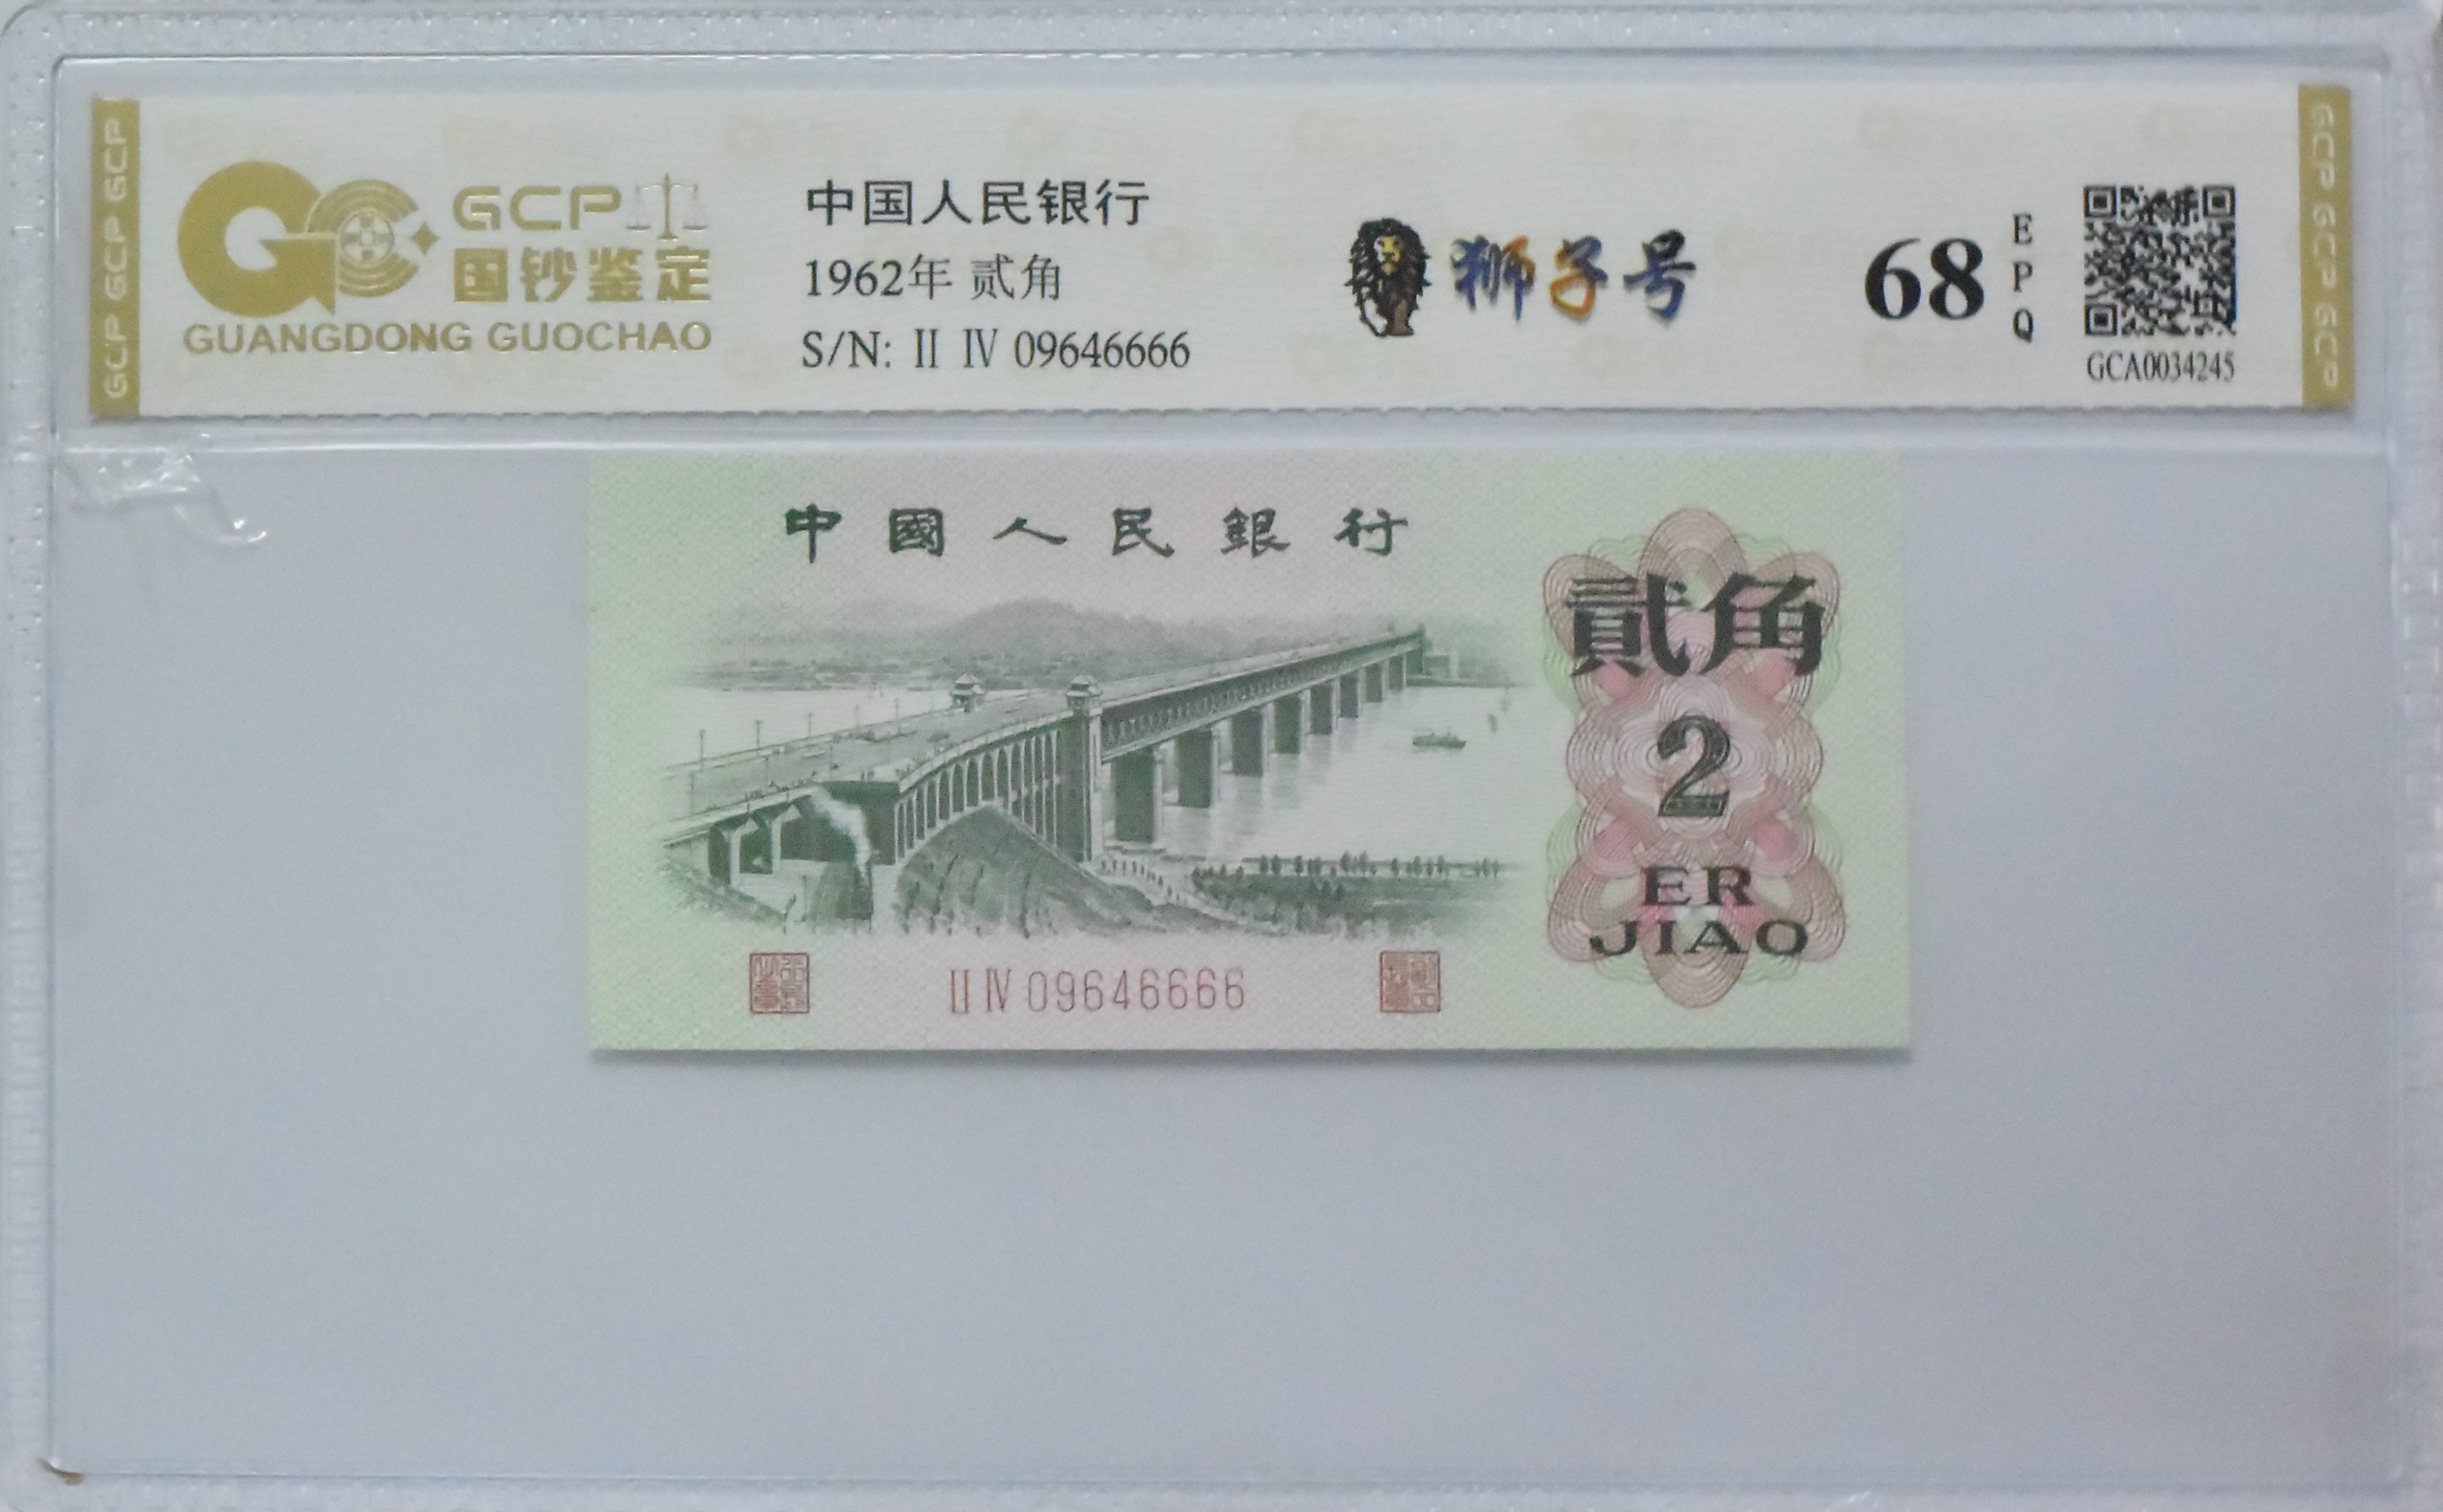 GCP GCP GCP
GCP
国钞鉴定
GUANGDONG GUOCHAO
中国人民银行
1962年 贰角
S/N: II IV 09646666
狮子号
68
EPQ
GCA0034245
GCP GCP GCP
中國人民銀行
貳角
2
ER
JIAO
II IV 09646666